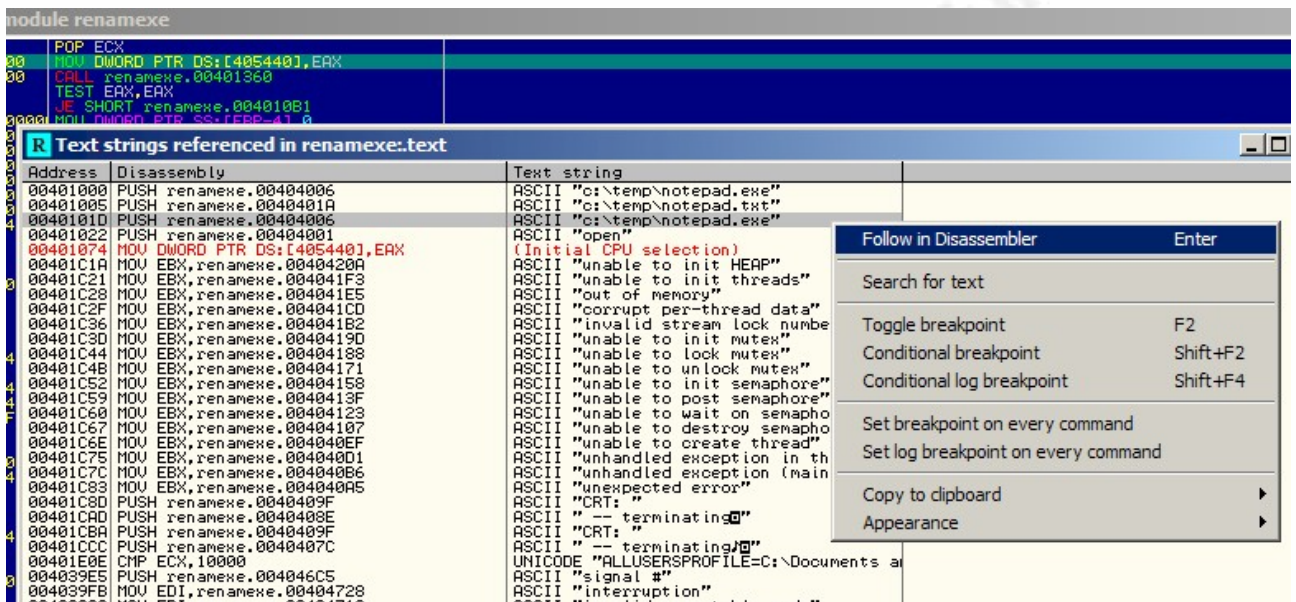 module renamexe
POP ECX
00 MOV DWORD PTR DS:[405440],EAX
00 CALL renamexe.00401360
TEST EAX,EAX
JE SHORT renamexe.004010B1
0000 MOV DWORD PTR SS:[EBP-4] 0
R Text strings referenced in renamexe:.text
Address Disassembly Text string
00401000 PUSH renamexe.00404006 ASCII "c:\temp\notepad.exe"
00401005 PUSH renamexe.0040401A ASCII "c:\temp\notepad.txt"
0040101D PUSH renamexe.00404006 ASCII "c:\temp\notepad.exe"
00401022 PUSH renamexe.00404001 ASCII "open"
00401074 MOV DWORD PTR DS:[405440],EAX (Initial CPU selection)
00401C1A MOV EBX,renamexe.0040420A ASCII "unable to init HEAP"
00401C21 MOV EBX,renamexe.004041F3 ASCII "unable to init threads"
00401C28 MOV EBX,renamexe.004041E5 ASCII "out of memory"
00401C2F MOV EBX,renamexe.004041CD ASCII "corrupt per-thread data"
00401C36 MOV EBX,renamexe.004041B2 ASCII "invalid stream lock numbe
00401C3D MOV EBX,renamexe.0040419D ASCII "unable to init mutex"
00401C44 MOV EBX,renamexe.00404188 ASCII "unable to lock mutex"
00401C4B MOV EBX,renamexe.00404171 ASCII "unable to unlock mutex"
00401C52 MOV EBX,renamexe.00404158 ASCII "unable to init semaphore"
00401C59 MOV EBX,renamexe.0040413F ASCII "unable to post semaphore"
00401C60 MOV EBX,renamexe.00404123 ASCII "unable to wait on semapho
00401C67 MOV EBX,renamexe.00404107 ASCII "unable to destroy semapho
00401C6E MOV EBX,renamexe.004040EF ASCII "unable to create thread"
00401C75 MOV EBX,renamexe.004040D1 ASCII "unhandled exception in th
00401C7C MOV EBX,renamexe.004040B6 ASCII "unhandled exception (main
00401C83 MOV EBX,renamexe.004040A5 ASCII "unexpected error"
00401C8D PUSH renamexe.0040409F ASCII "CRT: "
00401CAD PUSH renamexe.0040408E ASCII " -- terminating◙"
00401CBA PUSH renamexe.0040409F ASCII "CRT: "
00401CCC PUSH renamexe.0040407C ASCII " -- terminating♪◙"
00401E0E CMP ECX,10000 UNICODE "ALLUSERSPROFILE=C:\Documents a
004039E5 PUSH renamexe.004046C5 ASCII "signal #"
004039FB MOV EDI,renamexe.00404728 ASCII "interruption"
Follow in Disassembler Enter
Search for text
Toggle breakpoint F2
Conditional breakpoint Shift+F2
Conditional log breakpoint Shift+F4
Set breakpoint on every command
Set log breakpoint on every command
Copy to clipboard
Appearance